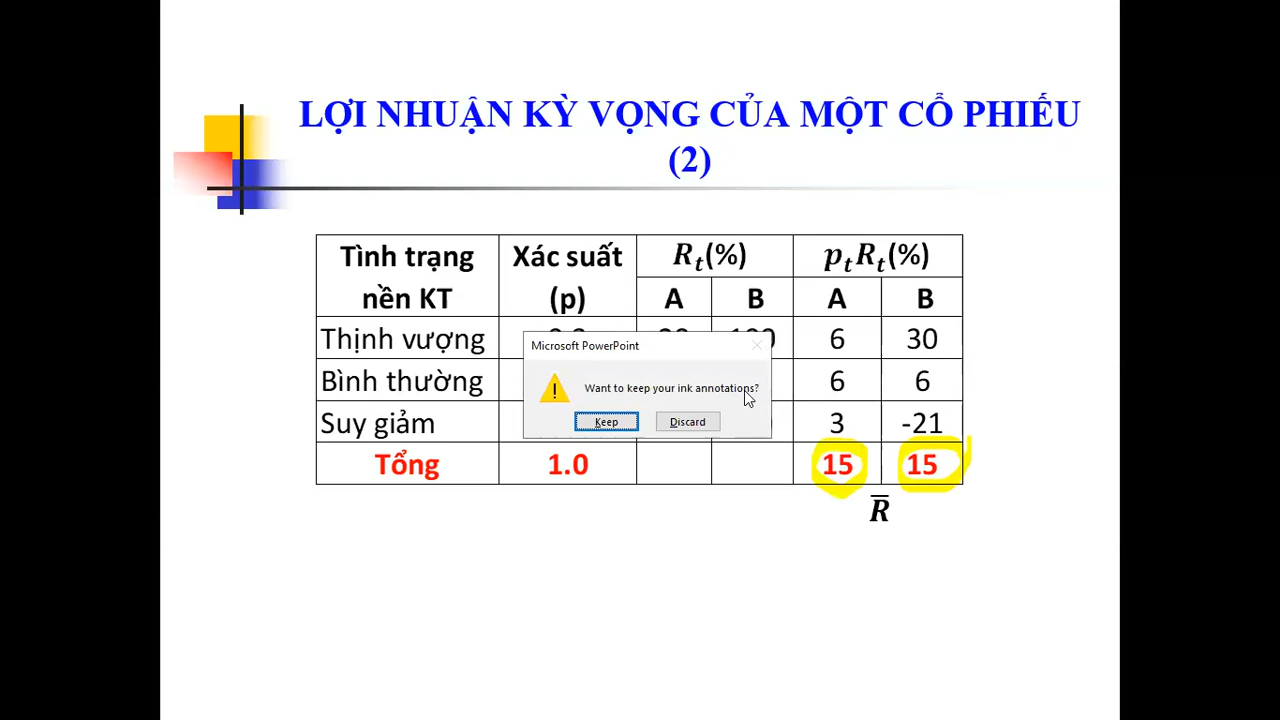 LỢI NHUẬN KỲ VỌNG CỦA MỘT CỔ PHIẾU
(2)
Tình trạng nền KT Xác suất (p) Rt(%) ptRt(%)
A B A B
Thịnh vượng 6 30
Microsoft PowerPoint
Bình thường 6 6
Want to keep your ink annotations?
Suy giảm 3 -21
Keep Discard
Tổng 1.0 15 15
R̅